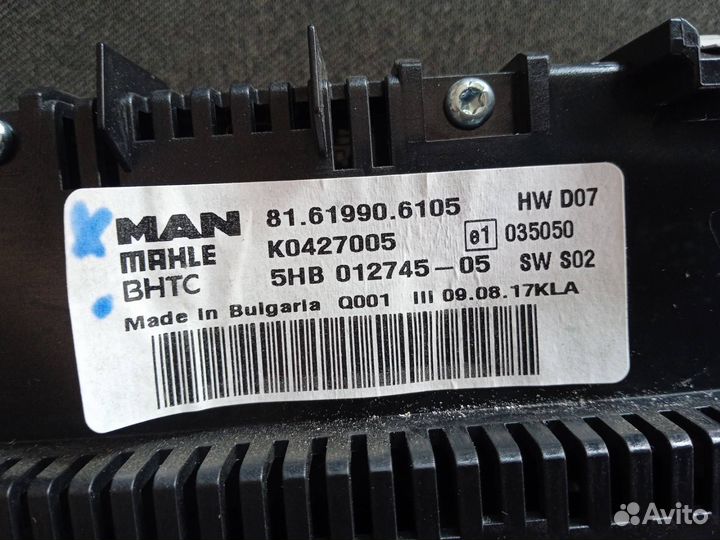 MAN 81.61990.6105 HW D07
MAHLE K0427005 e1 035050
BHTC 5HB 012745-05 SW S02
Made in Bulgaria Q001 III 09.08.17KLA
Avito